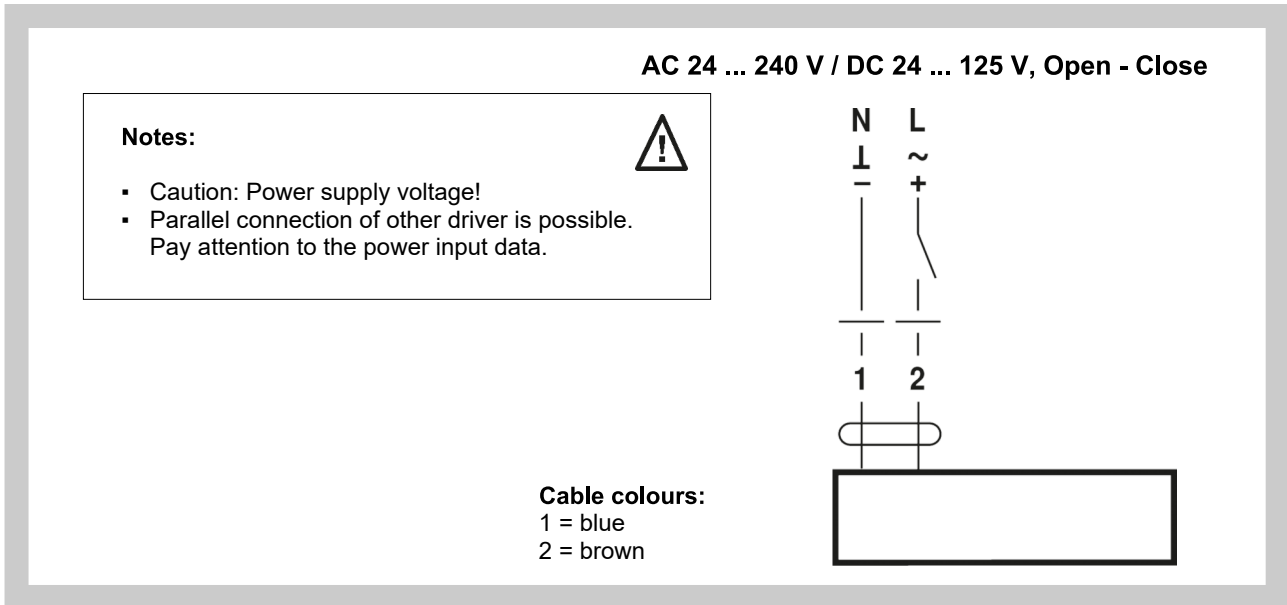 AC 24 ... 240 V / DC 24 ... 125 V, Open - Close
Notes:
▪ Caution: Power supply voltage!
▪ Parallel connection of other driver is possible.
Pay attention to the power input data.
N L
⊥ ~
− +
1 2
Cable colours:
1 = blue
2 = brown